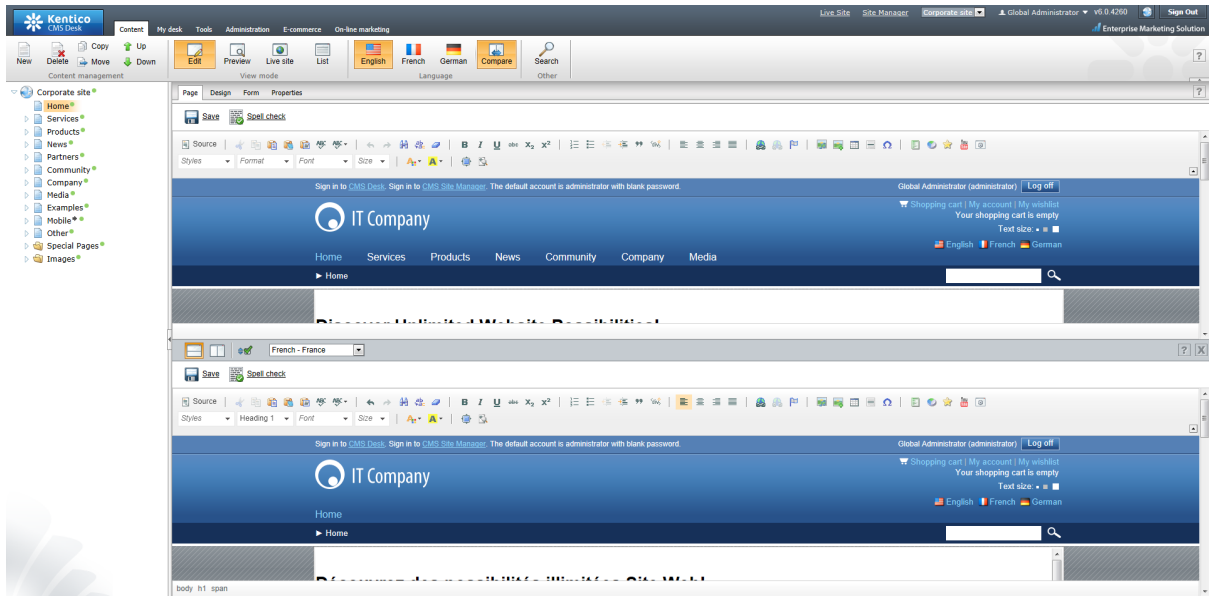 Kentico
CMS Desk
Content My desk Tools Administration E-commerce On-line marketing
Live Site Site Manager Corporate site Global Administrator v6.0.4260 Sign Out
Enterprise Marketing Solution
New Delete Copy Move Up Down
Content management
Edit Preview Live site List
View mode
English French German Compare
Language
Search
Other
?
Corporate site
Home
Services
Products
News
Partners
Community
Company
Media
Examples
Mobile
Other
Special Pages
Images
Page Design Form Properties
?
Save Spell check
Source
B I U abc X₂ X²
Styles Format Font Size
Sign in to CMS Desk. Sign in to CMS Site Manager. The default account is administrator with blank password.
Global Administrator (administrator) Log off
Shopping cart | My account | My wishlist
Your shopping cart is empty
Text size:
English French German
IT Company
Home Services Products News Community Company Media
► Home
Discover Unlimited Website Possibilities!
French - France
? X
Save Spell check
Source
B I U abc X₂ X²
Styles Heading 1 Font Size
Sign in to CMS Desk. Sign in to CMS Site Manager. The default account is administrator with blank password.
Global Administrator (administrator) Log off
Shopping cart | My account | My wishlist
Your shopping cart is empty
Text size:
English French German
IT Company
Home
► Home
Découvrez des possibilités illimitées Site Web!
body h1 span